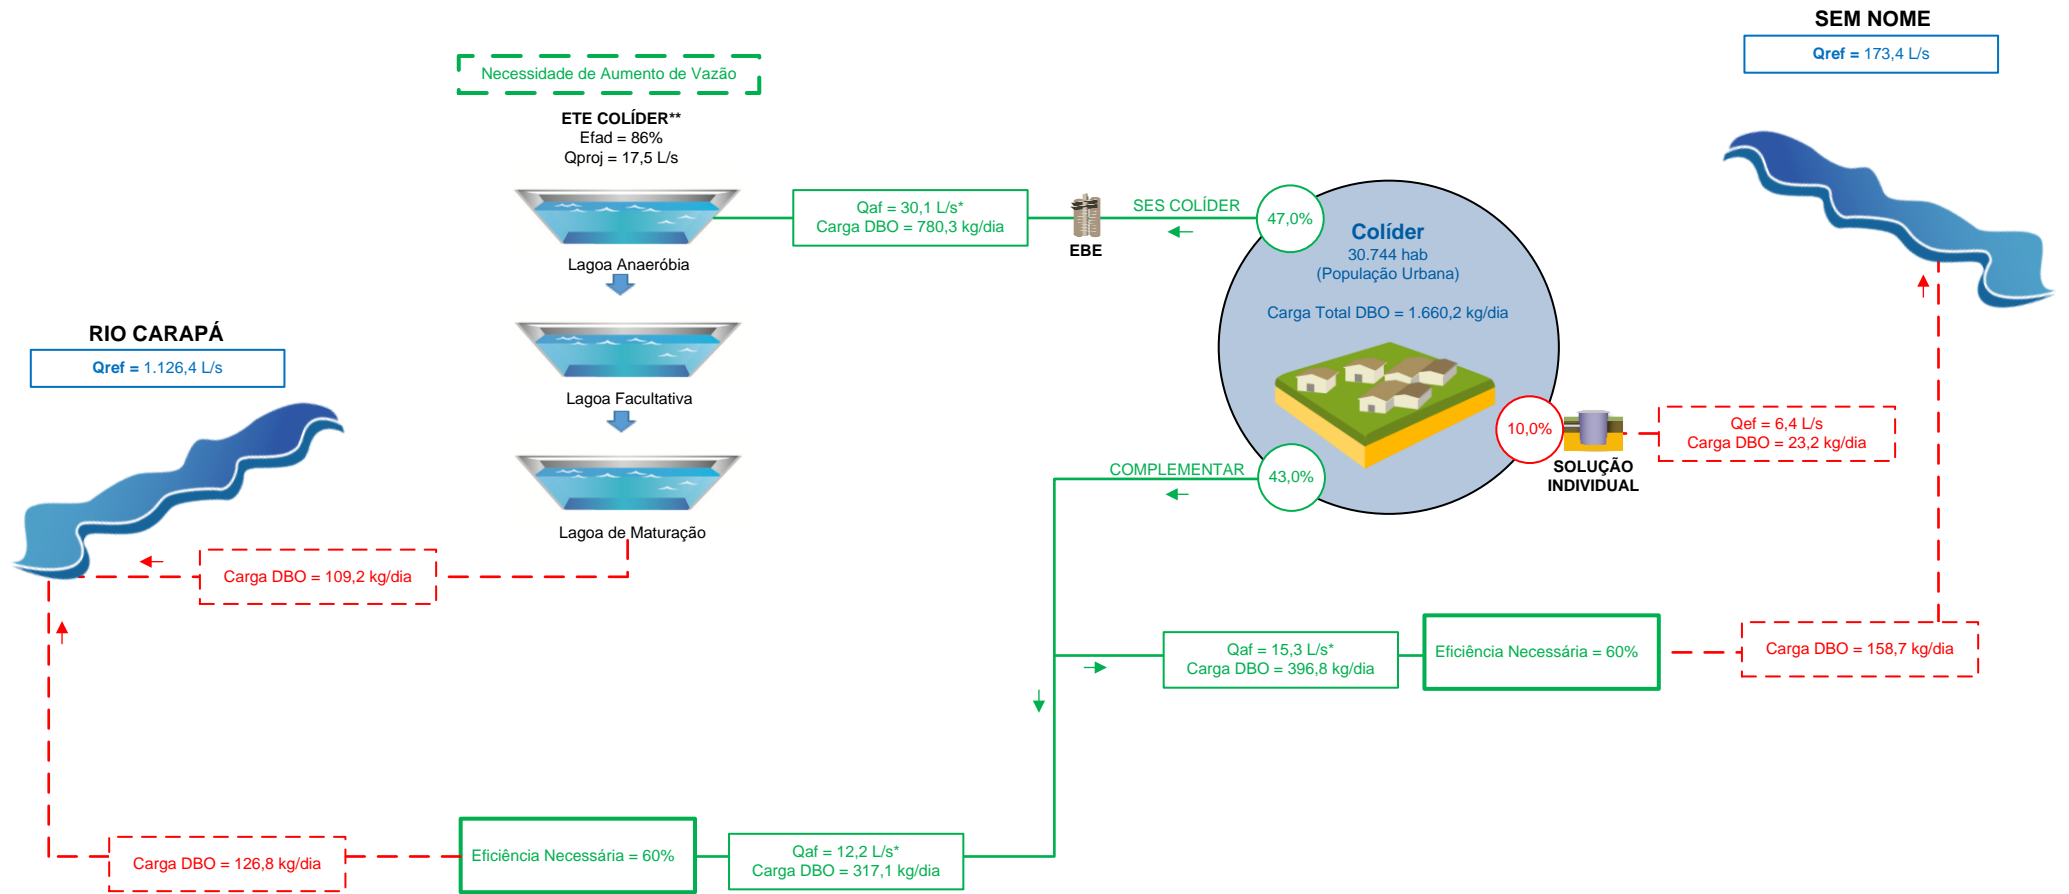 SEM NOME
Qref = 173,4 L/s
Necessidade de Aumento de Vazão
ETE COLÍDER**
Efad = 86%
Qproj = 17,5 L/s
Qaf = 30,1 L/s*
Carga DBO = 780,3 kg/dia
EBE
SES COLÍDER
47,0%
Colíder
30.744 hab
(População Urbana)
Carga Total DBO = 1.660,2 kg/dia
Lagoa Anaeróbia
RIO CARAPÁ
Qref = 1.126,4 L/s
Lagoa Facultativa
10,0%
SOLUÇÃO
INDIVIDUAL
Qef = 6,4 L/s
Carga DBO = 23,2 kg/dia
COMPLEMENTAR
43,0%
Lagoa de Maturação
Carga DBO = 109,2 kg/dia
Qaf = 15,3 L/s*
Carga DBO = 396,8 kg/dia
Eficiência Necessária = 60%
Carga DBO = 158,7 kg/dia
Carga DBO = 126,8 kg/dia
Eficiência Necessária = 60%
Qaf = 12,2 L/s*
Carga DBO = 317,1 kg/dia